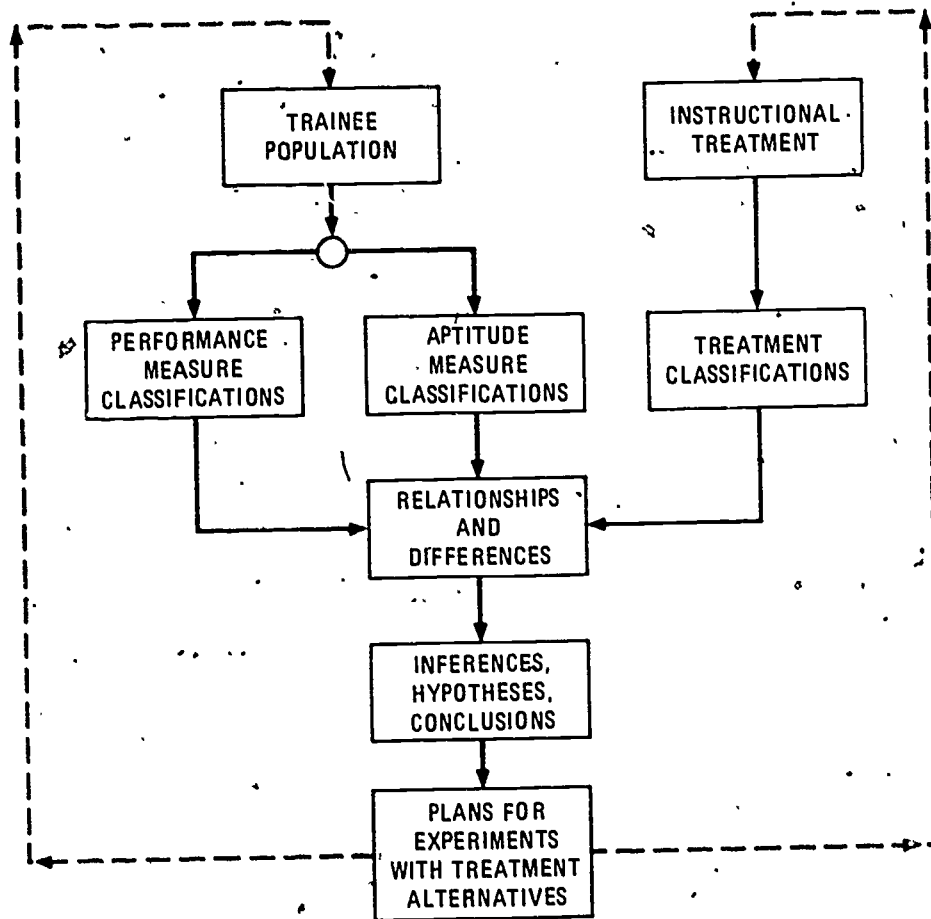 TRAINEE
POPULATION
INSTRUCTIONAL
TREATMENT
PERFORMANCE
MEASURE
CLASSIFICATIONS
APTITUDE
MEASURE
CLASSIFICATIONS
TREATMENT
CLASSIFICATIONS
RELATIONSHIPS
AND
DIFFERENCES
INFERENCES,
HYPOTHESES,
CONCLUSIONS
PLANS FOR
EXPERIMENTS
WITH TREATMENT
ALTERNATIVES